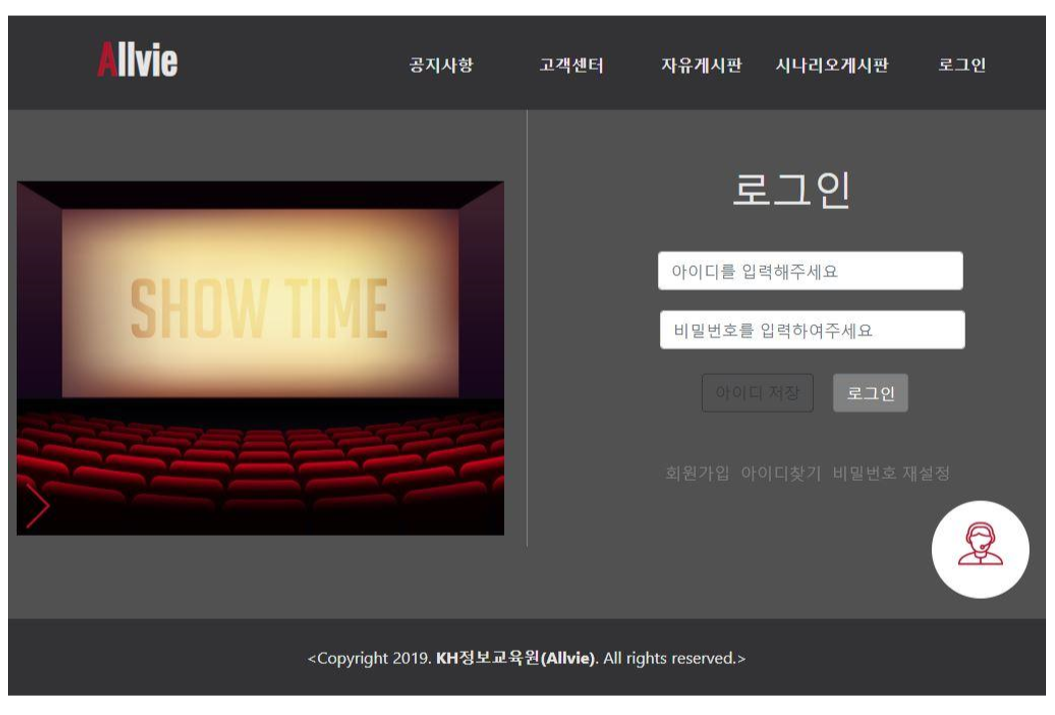 Allvie
공지사항 고객센터 자유게시판 시나리오게시판 로그인
SHOW TIME
로그인
아이디를 입력해주세요
비밀번호를 입력하여주세요
아이디 저장 로그인
회원가입 아이디찾기 비밀번호 재설정
<Copyright 2019. KH정보교육원(Allvie). All rights reserved.>